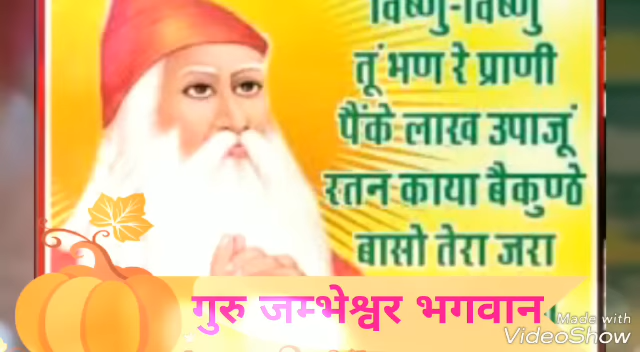 विष्णु-विष्णु
तूं भण रे प्राणी
पैंके लाख उपाजूं
रतन काया बैकुण्ठे
बासो तेरा जरा
गुरु जम्भेश्वर भगवान
Made with
VideoShow